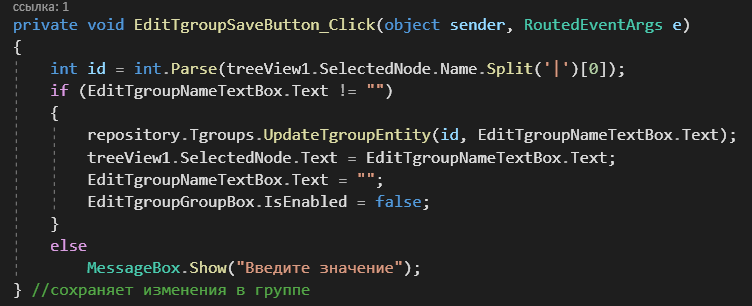 ссылка: 1
private void EditTgroupSaveButton_Click(object sender, RoutedEventArgs e)
{
    int id = int.Parse(treeView1.SelectedNode.Name.Split('|')[0]);
    if (EditTgroupNameTextBox.Text != "")
    {
        repository.Tgroups.UpdateTgroupEntity(id, EditTgroupNameTextBox.Text);
        treeView1.SelectedNode.Text = EditTgroupNameTextBox.Text;
        EditTgroupNameTextBox.Text = "";
        EditTgroupGroupBox.IsEnabled = false;
    }
    else
        MessageBox.Show("Введите значение");
} //сохраняет изменения в группе